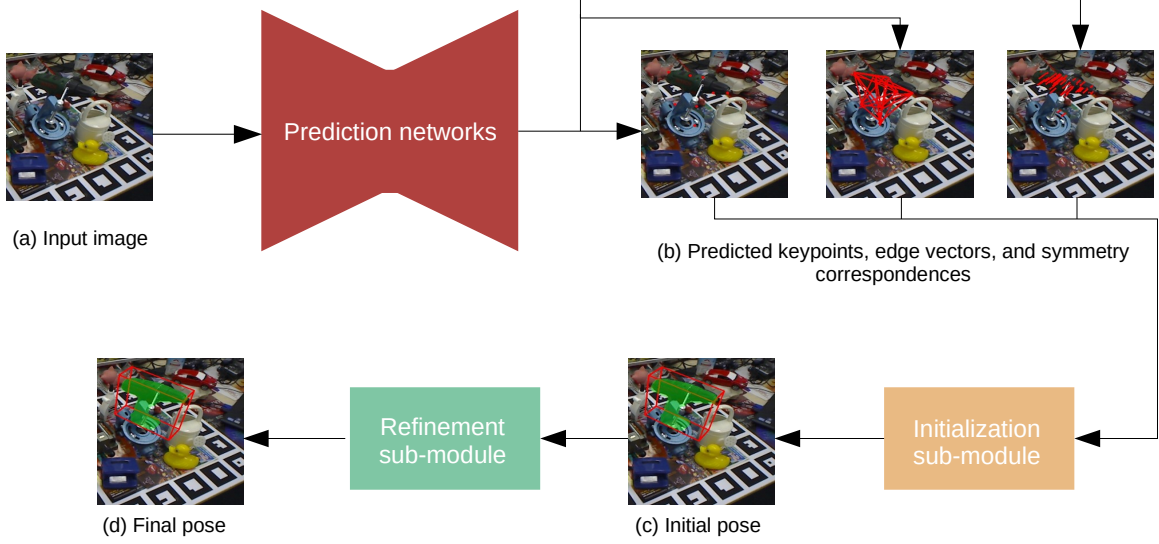 Prediction networks
(a) Input image
(b) Predicted keypoints, edge vectors, and symmetry
correspondences
Refinement
sub-module
Initialization
sub-module
(d) Final pose
(c) Initial pose